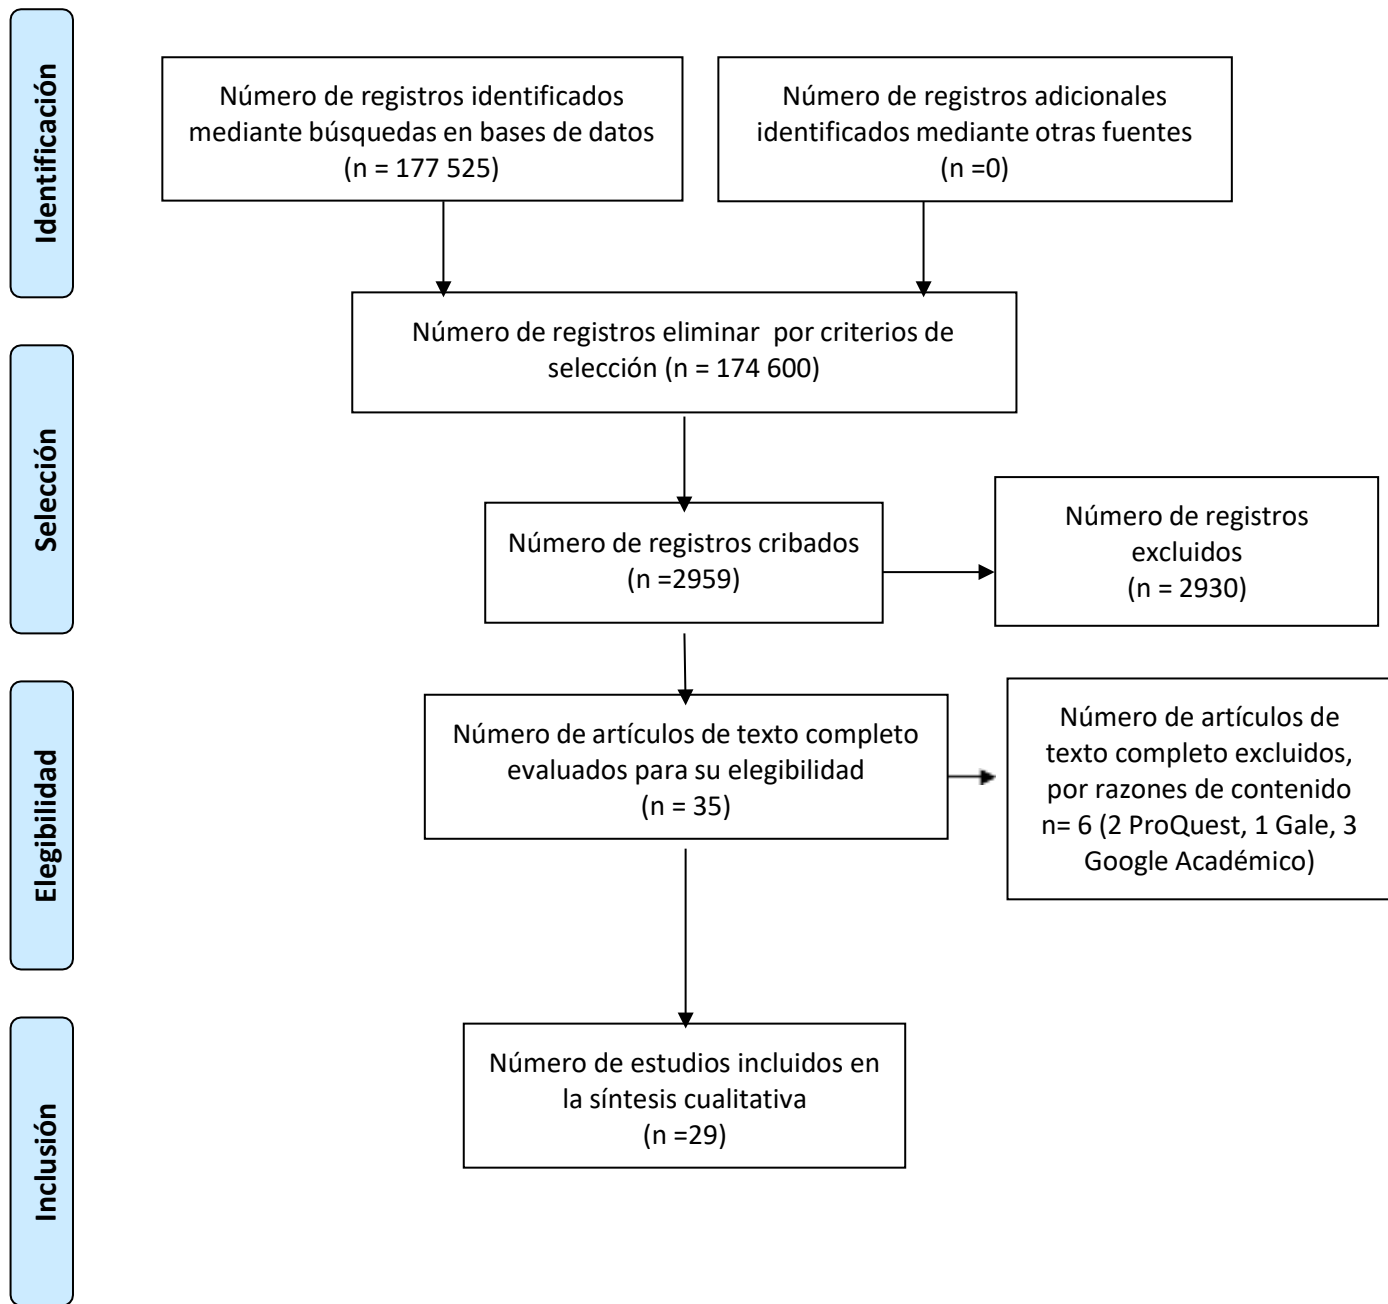 Identificación
Número de registros identificados
mediante búsquedas en bases de datos
(n = 177 525)
Número de registros adicionales
identificados mediante otras fuentes
(n =0)
Número de registros eliminar  por criterios de
selección (n = 174 600)
Selección
Número de registros cribados
(n =2959)
Número de registros
excluidos
(n = 2930)
Elegibilidad
Número de artículos de texto completo
evaluados para su elegibilidad
(n = 35)
Número de artículos de
texto completo excluidos,
por razones de contenido
n= 6 (2 ProQuest, 1 Gale, 3
Google Académico)
Inclusión
Número de estudios incluidos en
la síntesis cualitativa
(n =29)